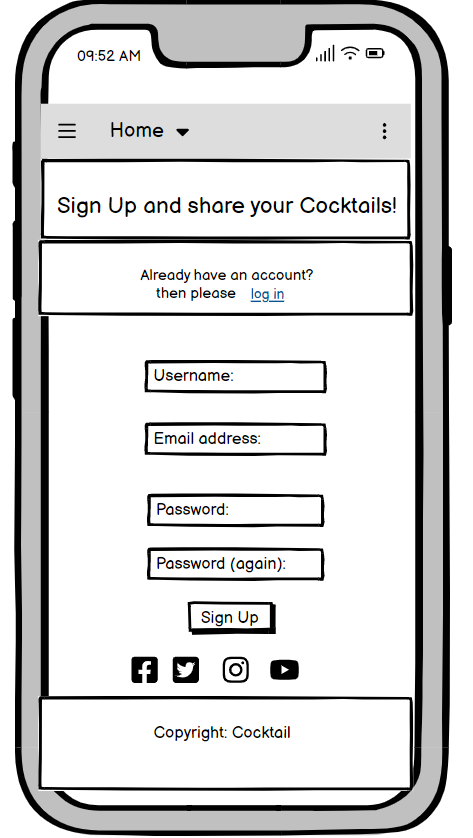 09:52 AM
Home
Sign Up and share your Cocktails!
Already have an account?
then please log in
Username:
Email address:
Password:
Password (again):
Sign Up
Copyright: Cocktail